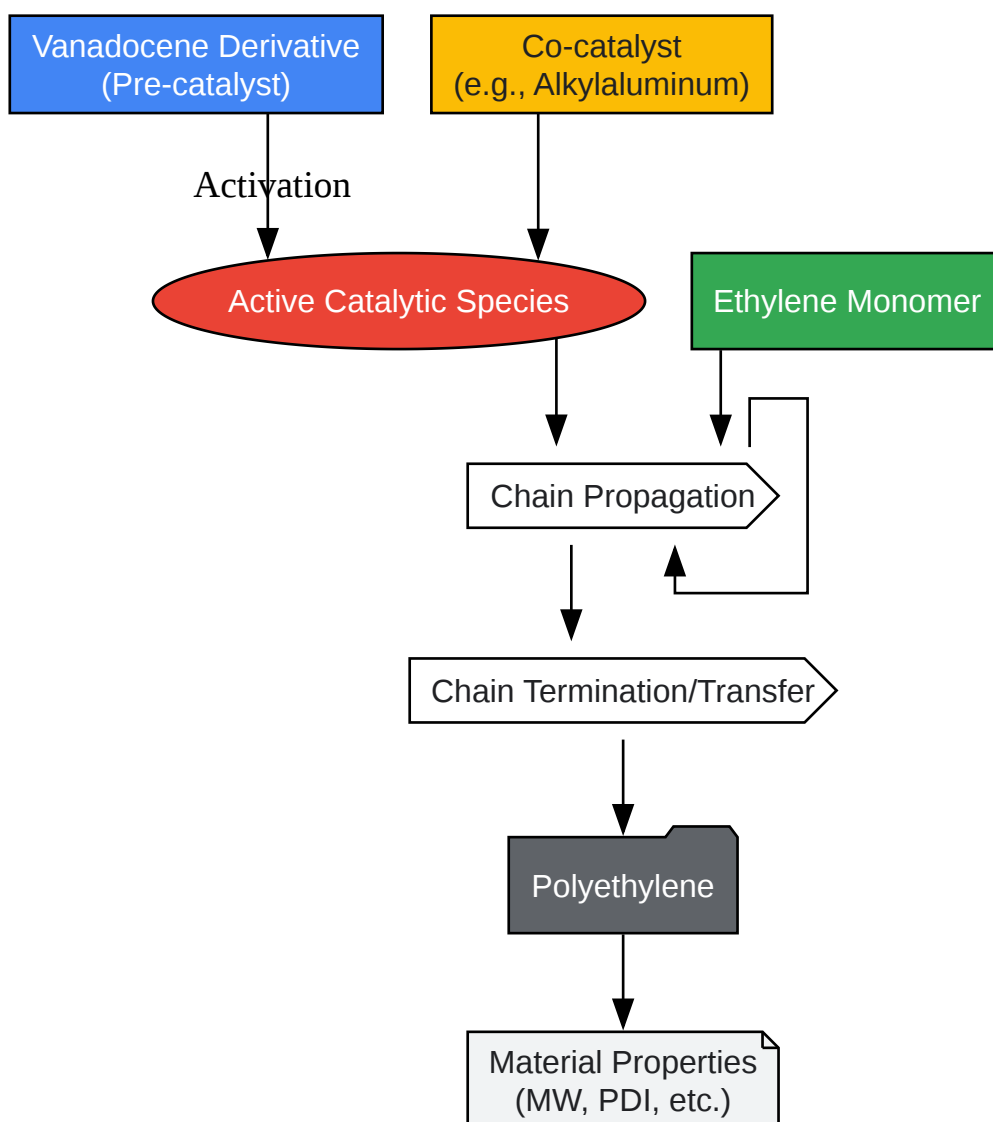 Vanadocene Derivative
(Pre-catalyst)
Co-catalyst
(e.g., Alkylaluminum)
Activation
Active Catalytic Species
Ethylene Monomer
Chain Propagation
Chain Termination/Transfer
Polyethylene
Material Properties
(MW, PDI, etc.)